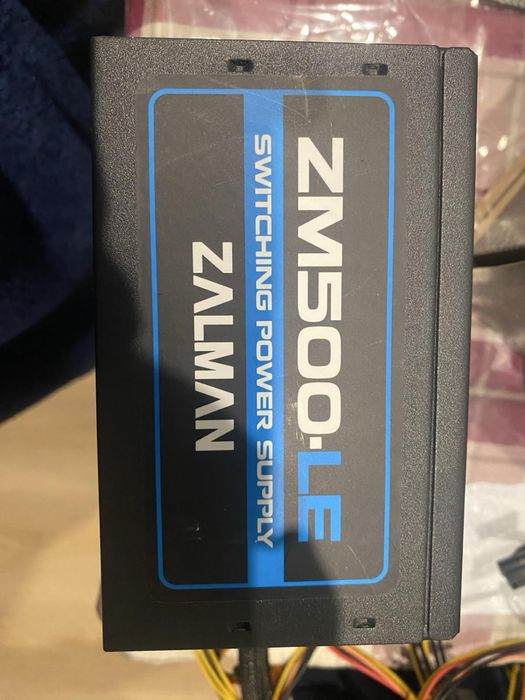 ZM500-LE
SWITCHING POWER SUPPLY
ZALMAN